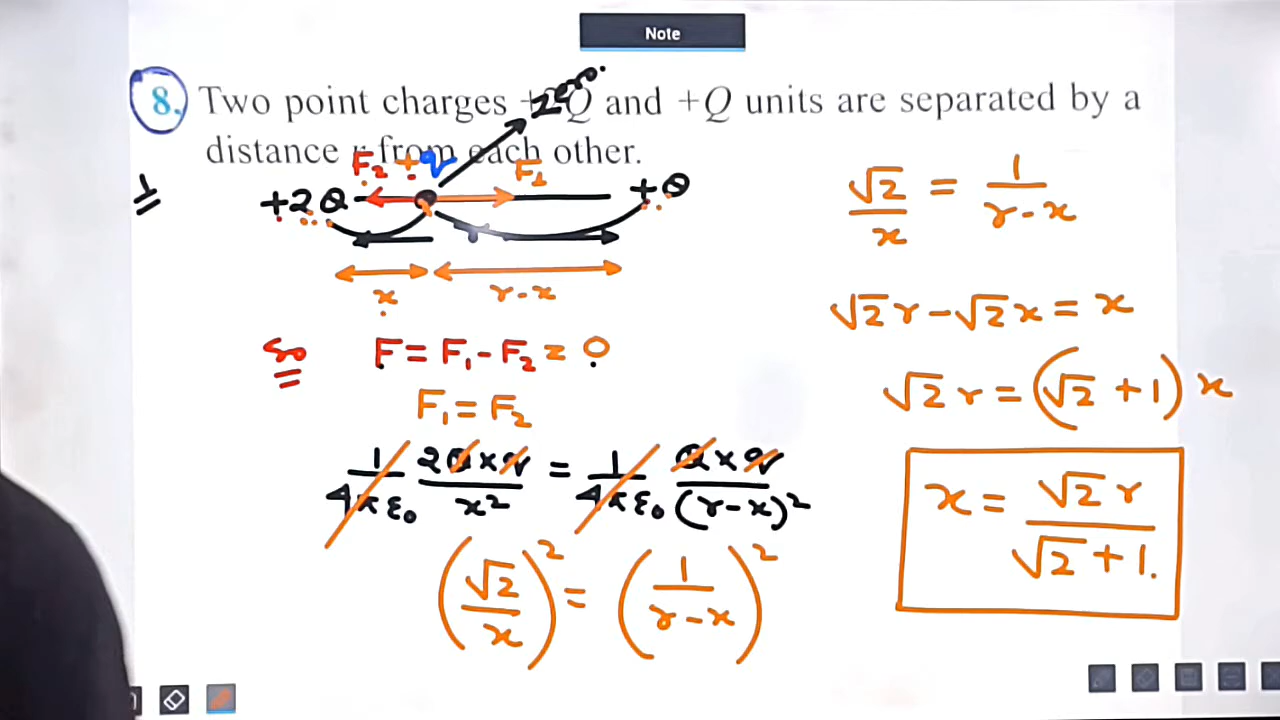 Note
8. Two point charges +2Q and +Q units are separated by a
distance r from each other.
zero.
F₂ +q F₁
+2Q +Q
x r-x
So F = F₁ - F₂ = 0
F₁ = F₂
1/4πε₀ 2Q×q/x² = 1/4πε₀ Q×q/(r-x)²
(√2/x)² = (1/r-x)²
√2/x = 1/r-x
√2r-√2x = x
√2r = (√2+1)x
x = √2r/√2+1.